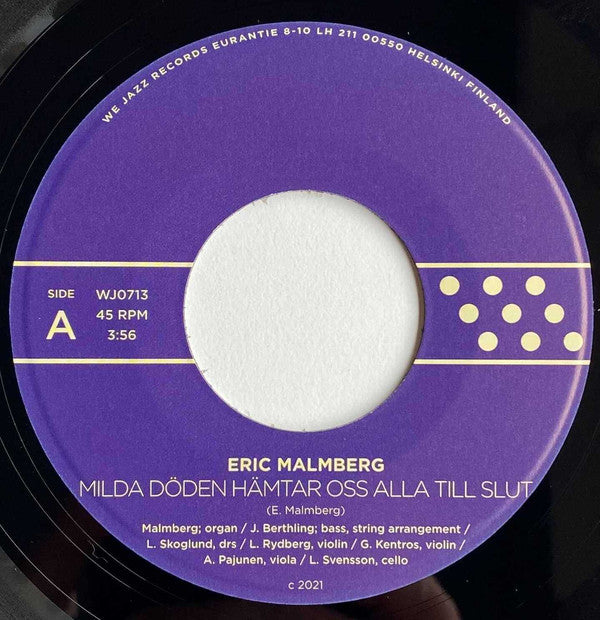 WE JAZZ RECORDS EURANTIE 8-10 LH 211 00550 HELSINKI FINLAND
SIDE
A
WJ0713
45 RPM
3:56
ERIC MALMBERG
MILDA DÖDEN HÄMTAR OSS ALLA TILL SLUT
(E. Malmberg)
Malmberg; organ / J. Berthling; bass, string arrangement /
L. Skoglund, drs / L. Rydberg, violin / G. Kentros, violin /
A. Pajunen, viola / L. Svensson, cello
c 2021